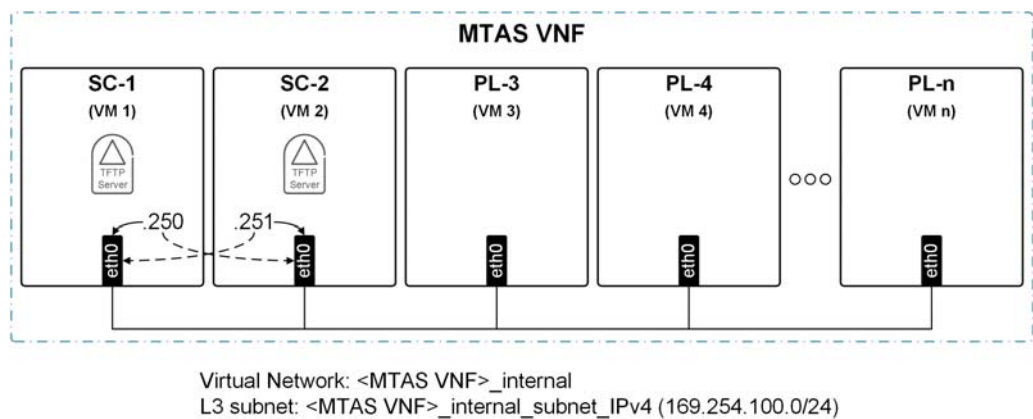 MTAS VNF
SC-1
(VM 1)
SC-2
(VM 2)
PL-3
(VM 3)
PL-4
(VM 4)
PL-n
(VM n)
TFTP
Server
TFTP
Server
.250
.251
eth0
eth0
eth0
eth0
eth0
Virtual Network: <MTAS VNF>_internal
L3 subnet: <MTAS VNF>_internal_subnet_IPv4 (169.254.100.0/24)